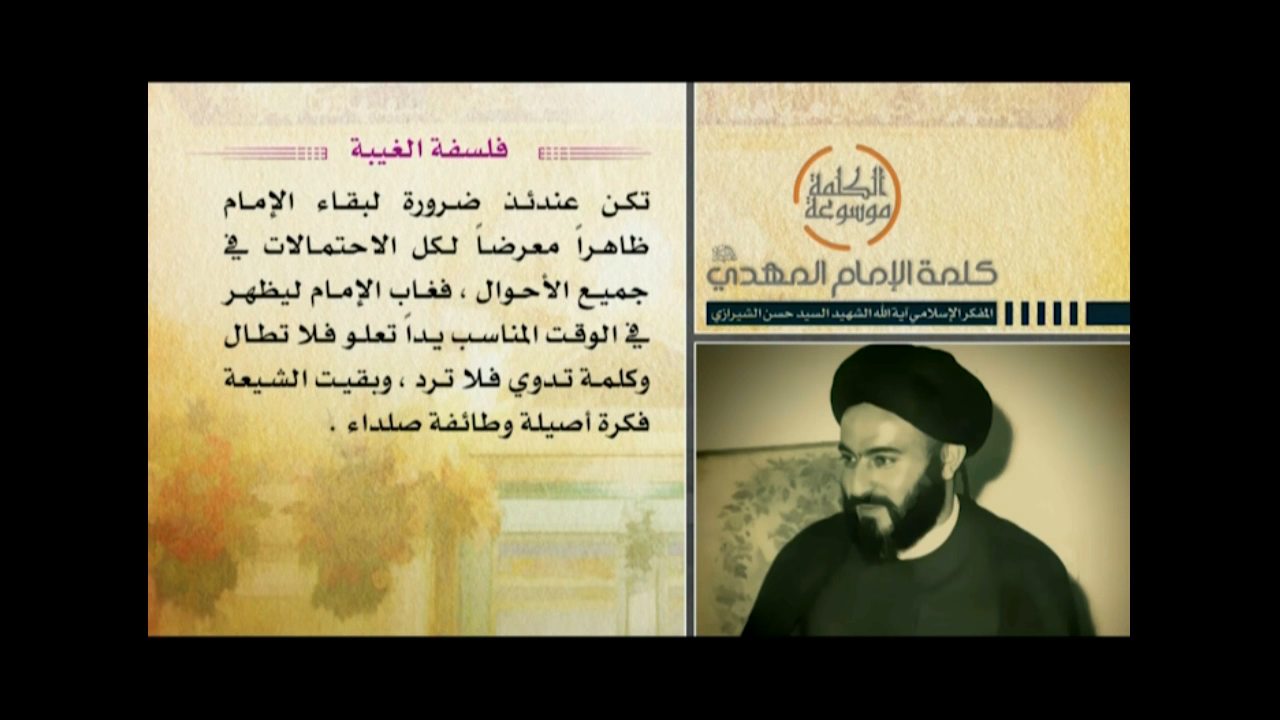 فلسفة الغيبة
تكن عندئذ ضرورة لبقاء الإمام
ظاهراً معرضاً لكل الاحتمالات في
جميع الأحوال ، فغاب الإمام ليظهر
في الوقت المناسب يداً تعلو فلا تطال
وكلمة تدوي فلا ترد ، وبقيت الشيعة
فكرة أصيلة وطائفة صلداء .
الكلمة
موسوعة
كلمة الإمام المهدي
المفكر الإسلامي آية الله الشهيد السيد حسن الشيرازي